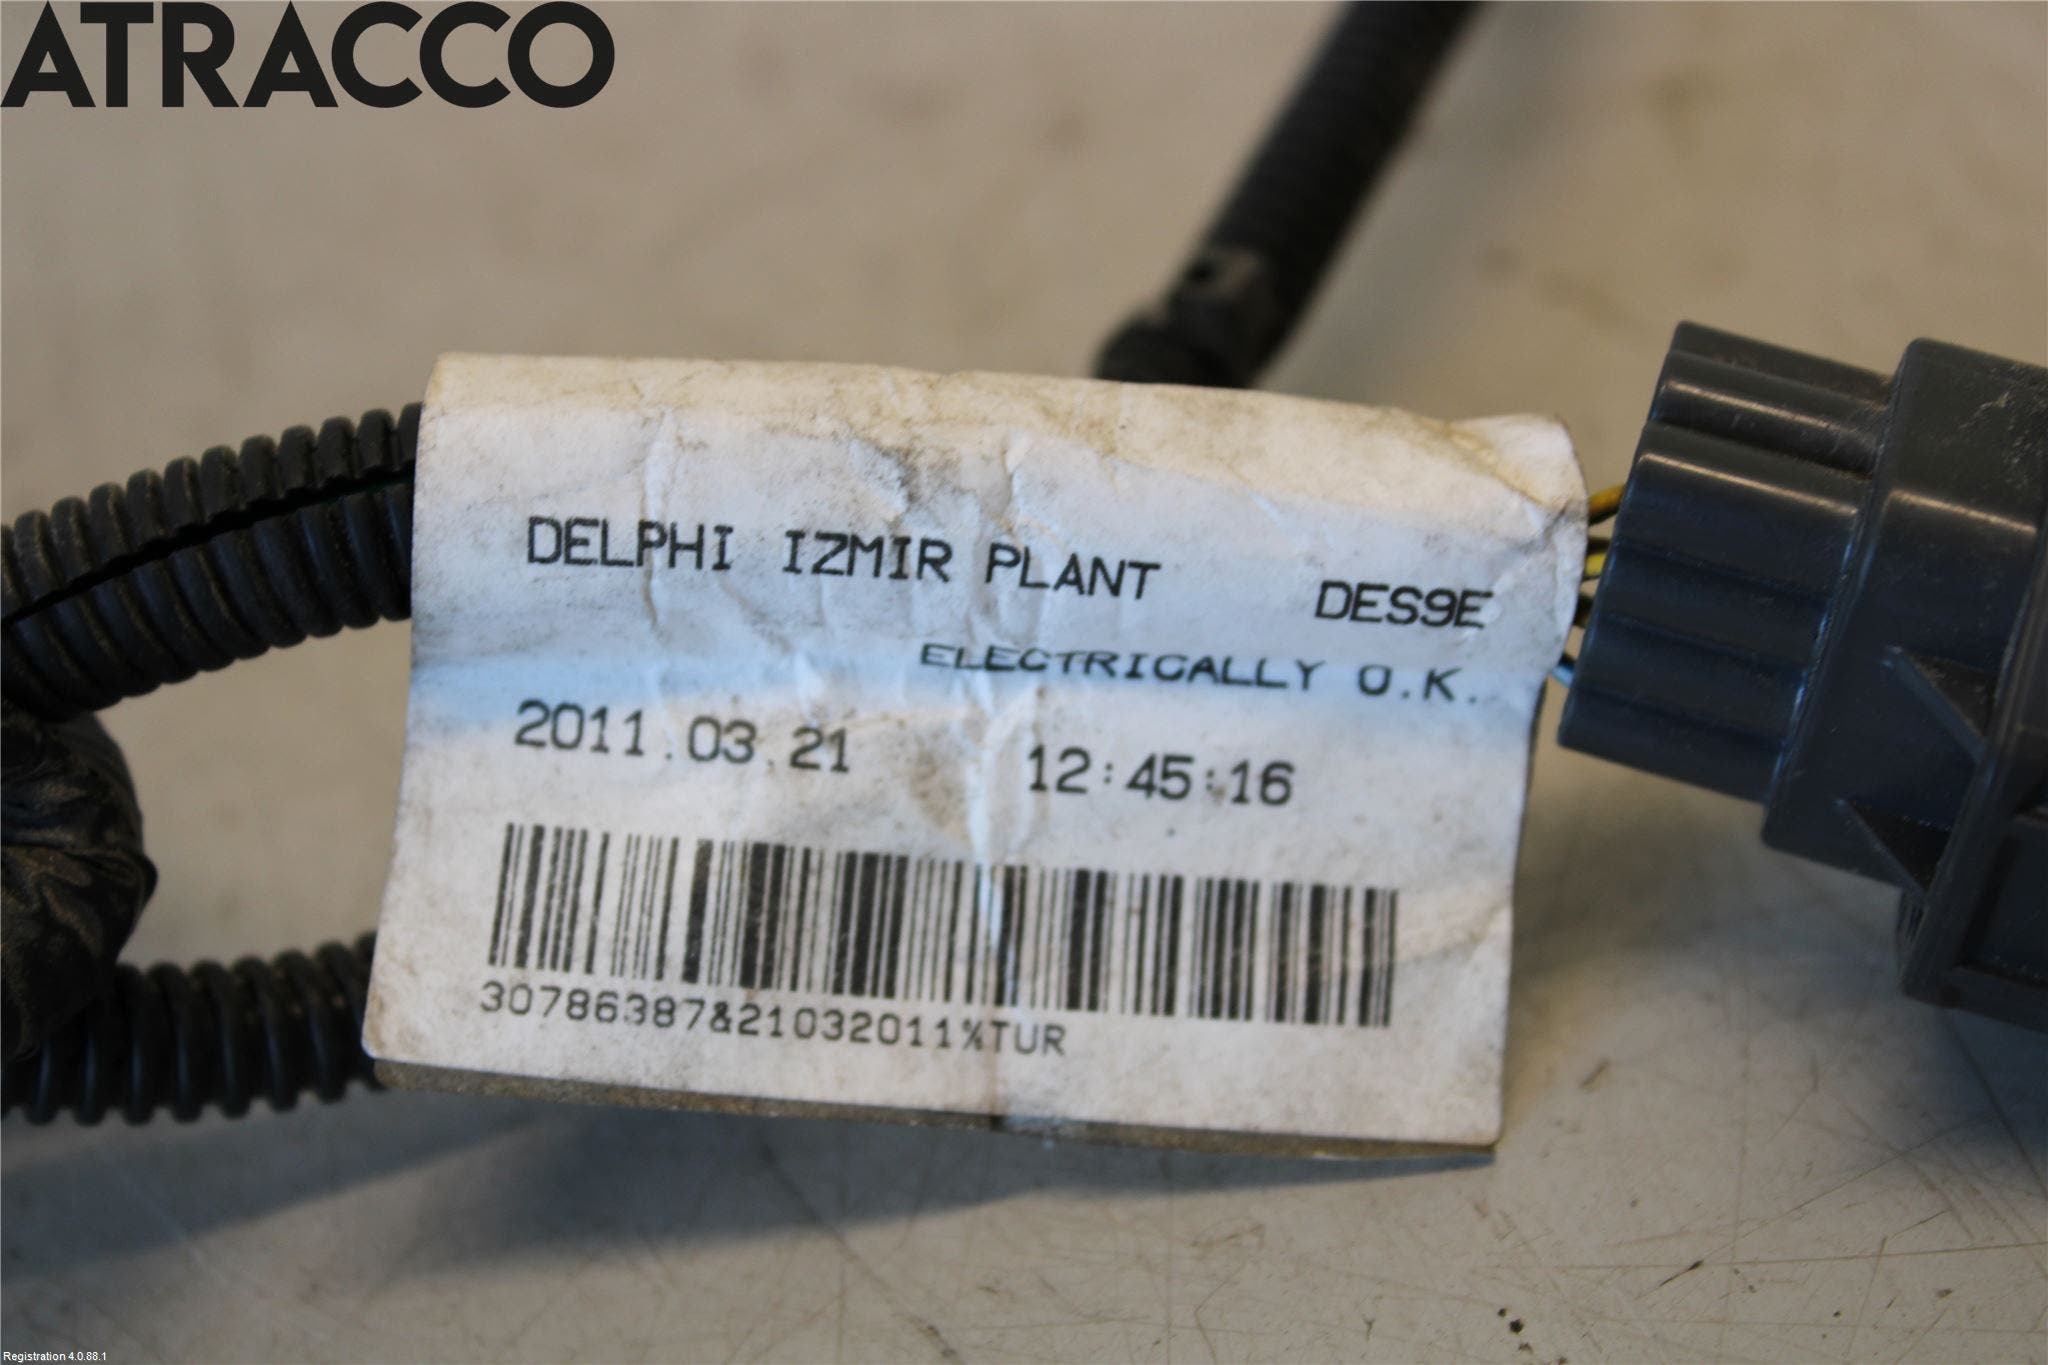 ATRACCO
DELPHI IZMIR PLANT DES9E
ELECTRICALLY O.K.
2011.03.21 12:45:16
30786387&21032011%TUR
Registration 4.0.88.1